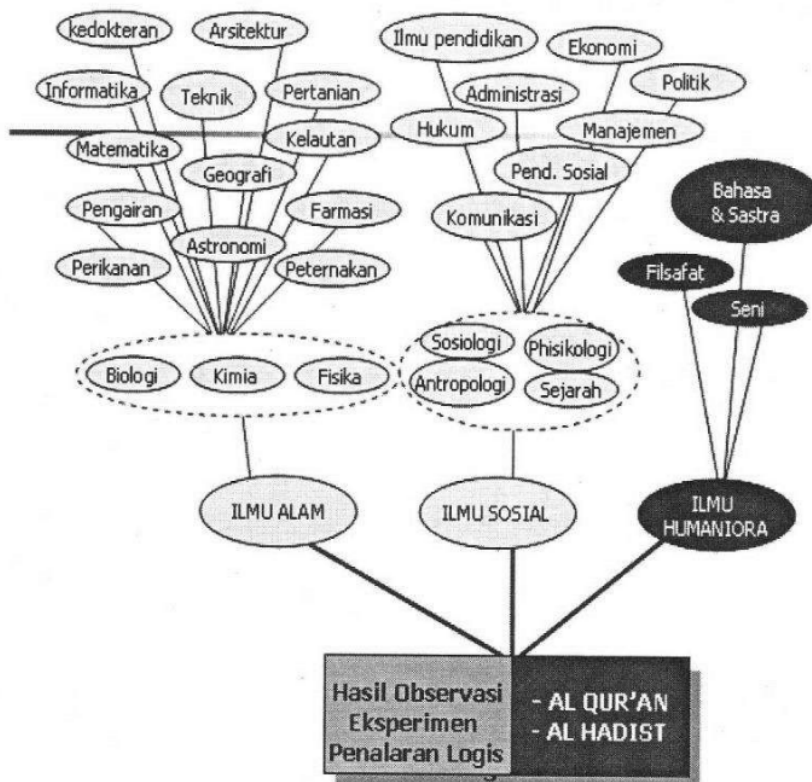 kedokteran
Arsitektur
Ilmu pendidikan
Ekonomi
Informatika
Teknik
Pertanian
Administrasi
Politik
Matematika
Kelautan
Hukum
Manajemen
Geografi
Pend. Sosial
Bahasa
& Sastra
Pengairan
Farmasi
Komunikasi
Astronomi
Perikanan
Peternakan
Filsafat
Seni
Sosiologi
Phisikologi
Biologi
Kimia
Fisika
Antropologi
Sejarah
ILMU ALAM
ILMU SOSIAL
ILMU
HUMANIORA
Hasil Observasi
Eksperimen
Penalaran Logis
- AL QUR'AN
- AL HADIST